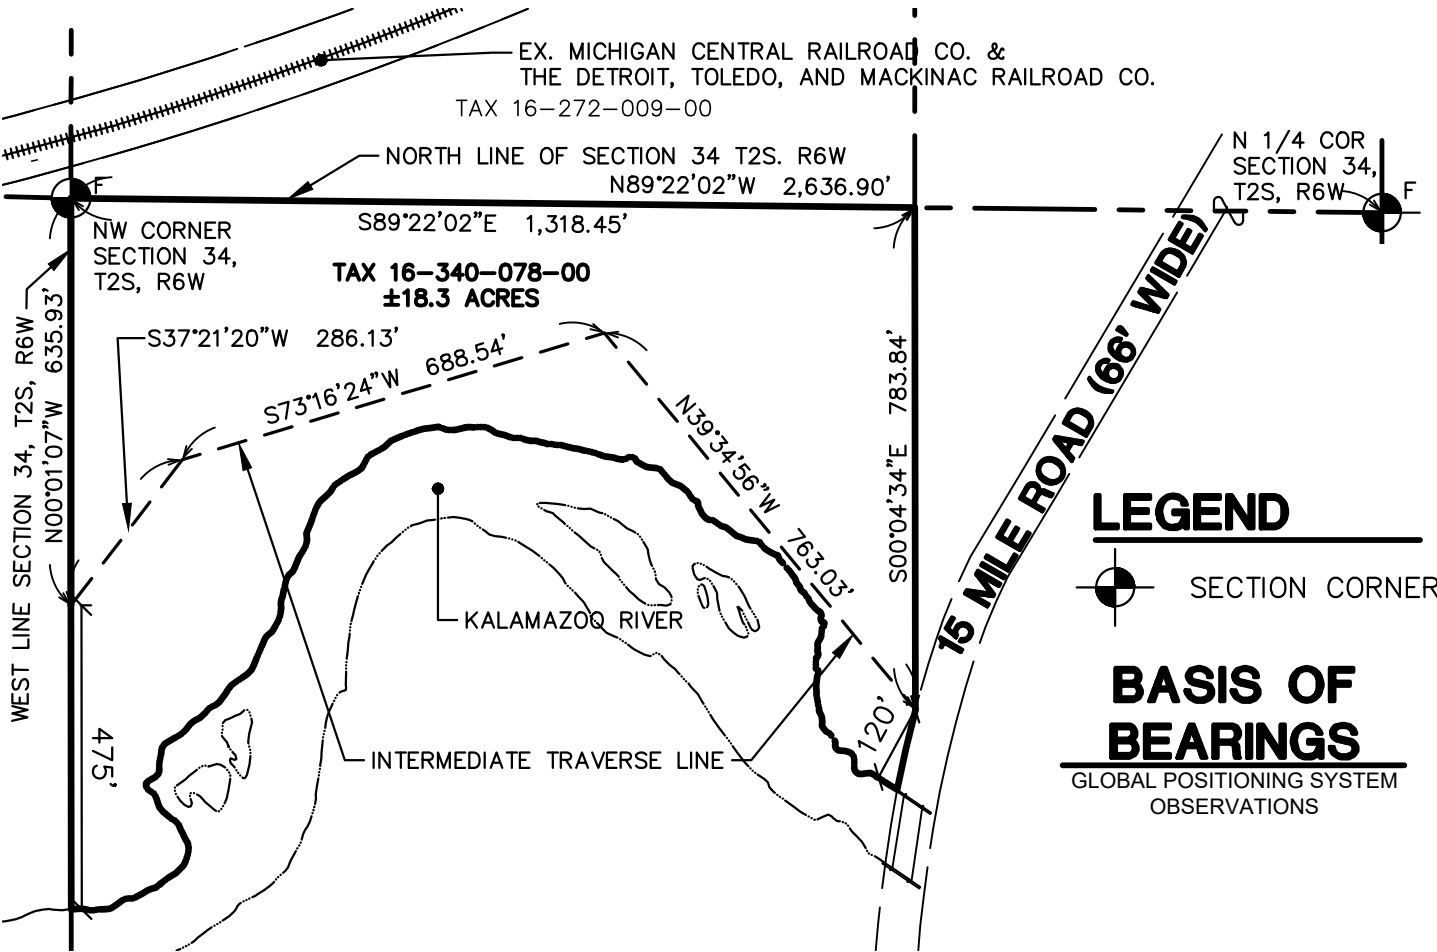 EX. MICHIGAN CENTRAL RAILROAD CO. &
THE DETROIT, TOLEDO, AND MACKINAC RAILROAD CO.
TAX 16-272-009-00
NORTH LINE OF SECTION 34 T2S. R6W
N89°22'02"W 2,636.90'
N 1/4 COR
SECTION 34,
T2S, R6W
F
F
S89°22'02"E 1,318.45'
NW CORNER
SECTION 34,
T2S, R6W
TAX 16-340-078-00
±18.3 ACRES
S37°21'20"W 286.13'
S73°16'24"W 688.54'
N39°34'56"W 763.03'
S00°04'34"E 783.84'
WEST LINE SECTION 34, T2S, R6W
N00°01'07"W 635.93'
15 MILE ROAD (66' WIDE)
KALAMAZOO RIVER
INTERMEDIATE TRAVERSE LINE
475'
120'
LEGEND
SECTION CORNER
BASIS OF
BEARINGS
GLOBAL POSITIONING SYSTEM
OBSERVATIONS